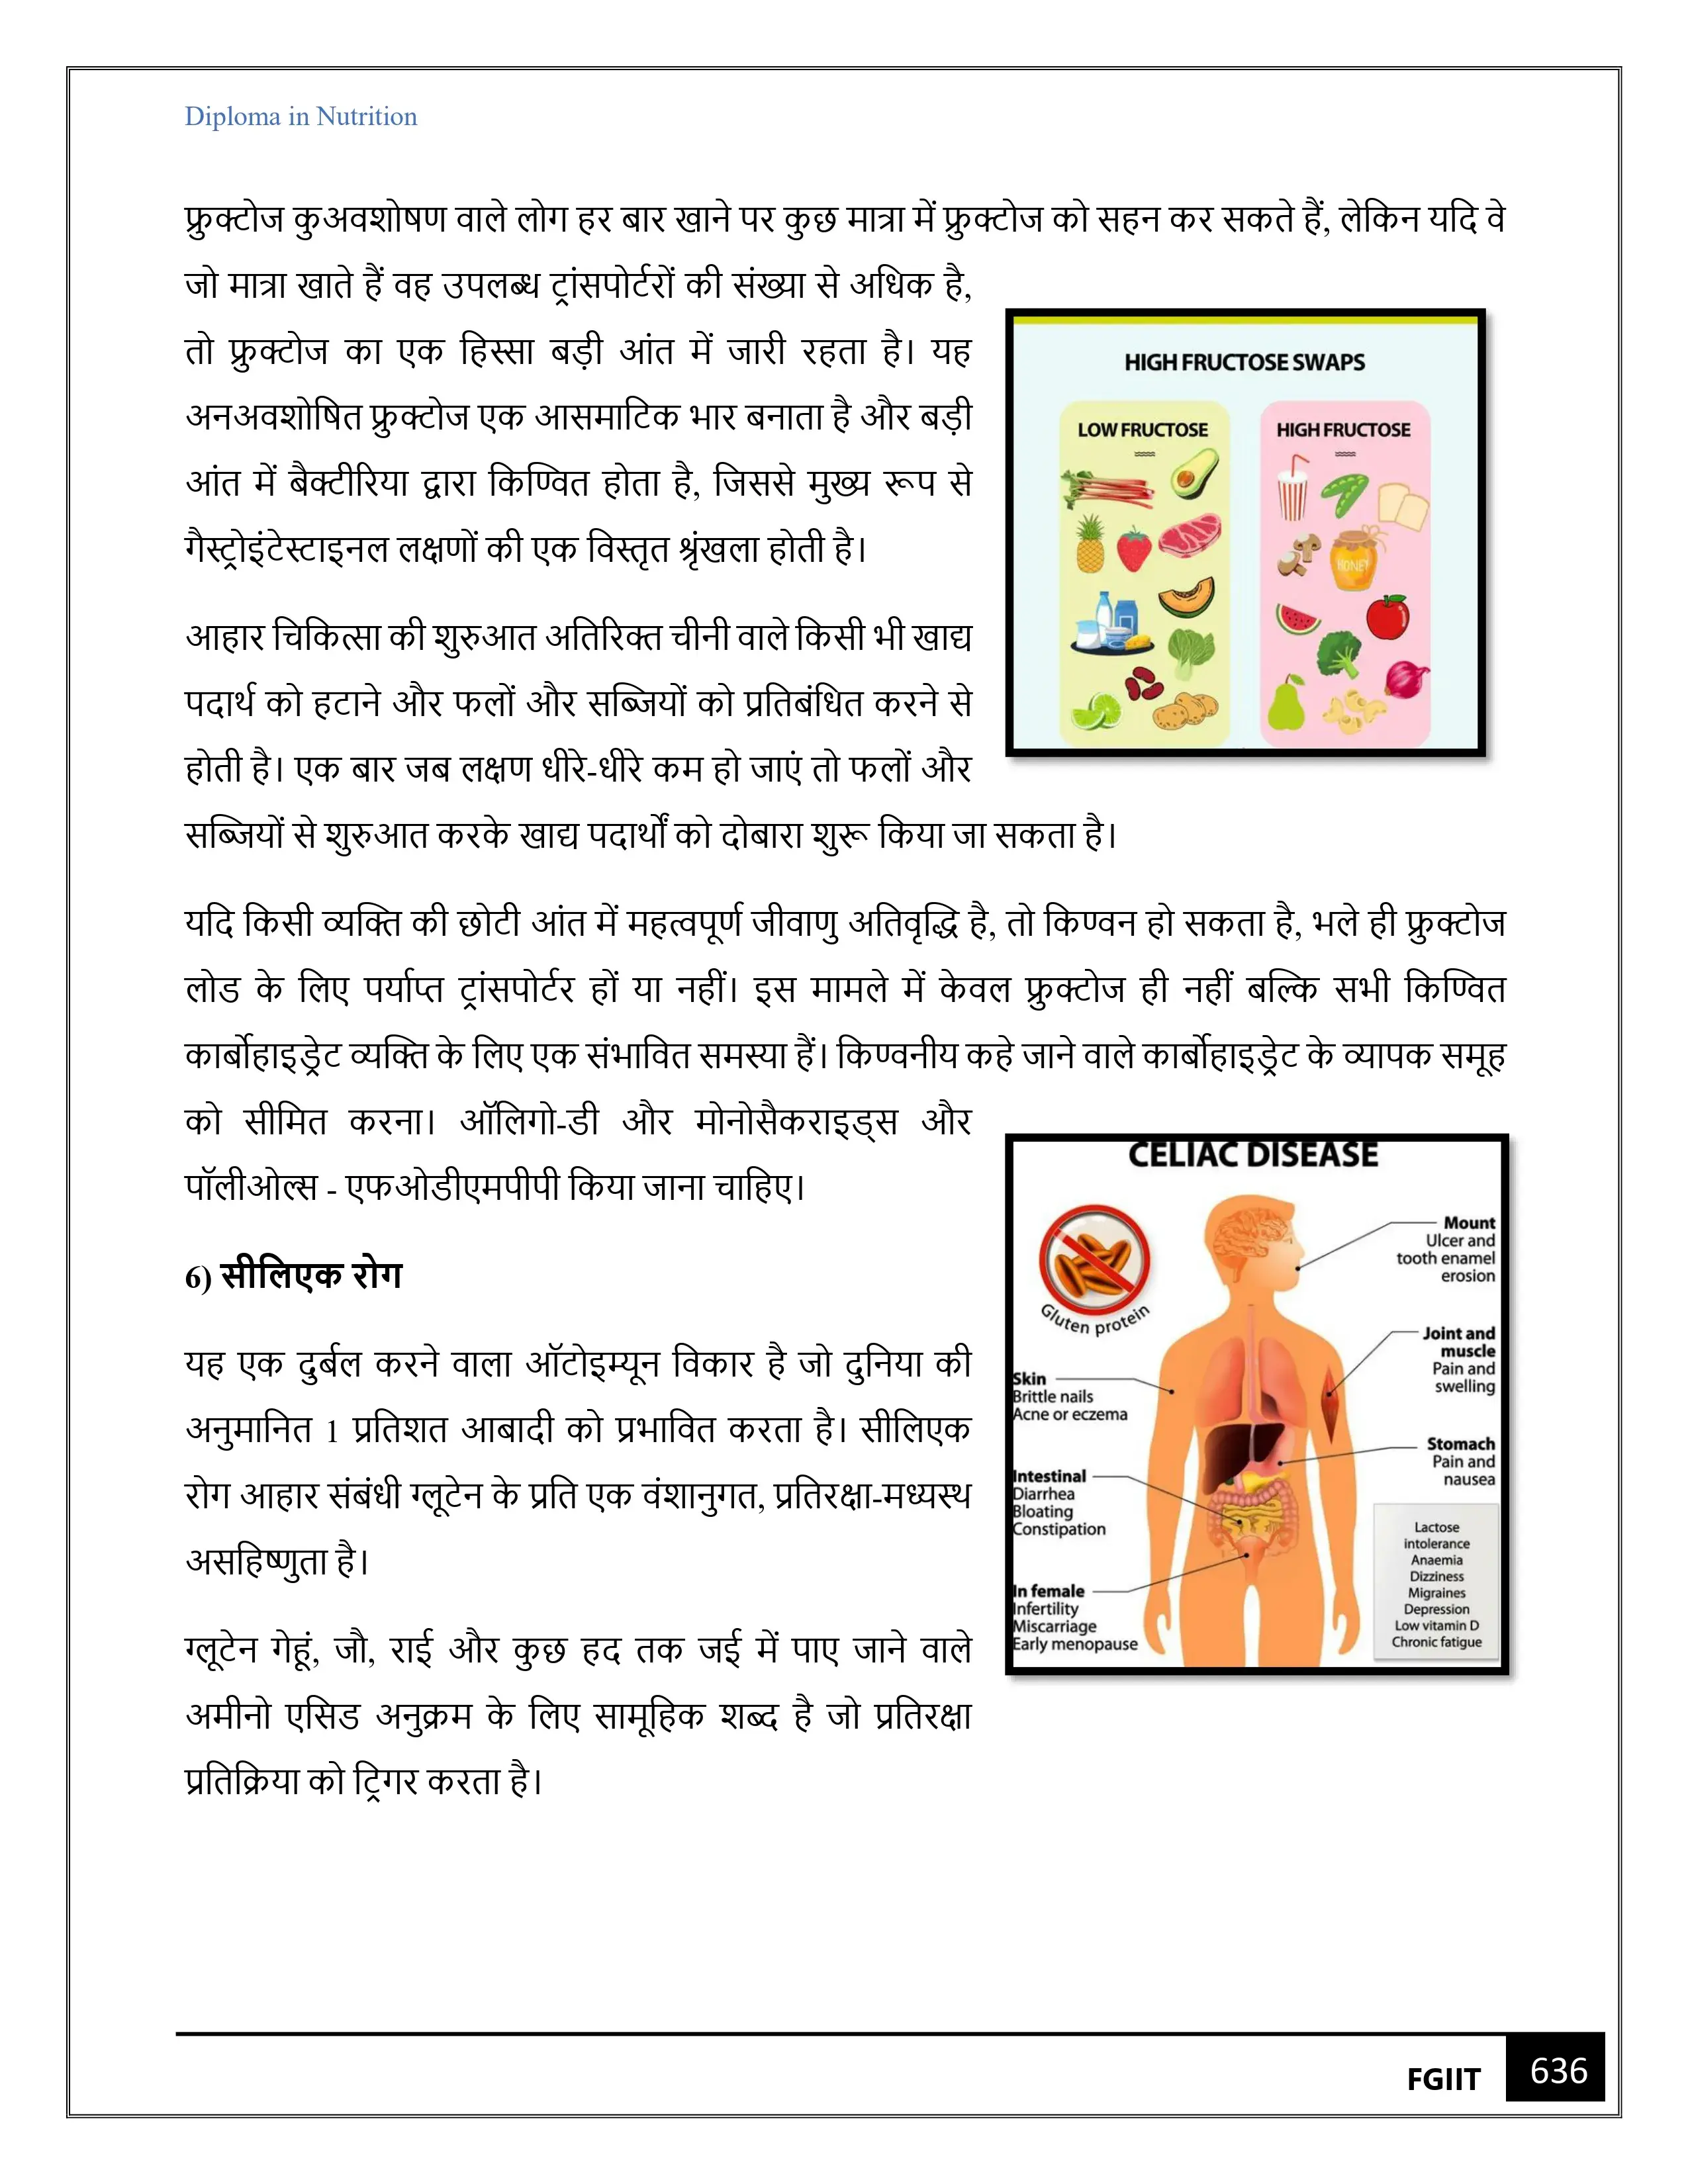 Diploma in Nutrition
फ्रुक्टोज कुअवशोषण वाले लोग हर बार खाने पर कुछ मात्रा में फ्रुक्टोज को सहन कर सकते हैं, लेकिन यदि वे
जो मात्रा खाते हैं वह उपलब्ध ट्रांसपोर्टरों की संख्या से अधिक है,
तो फ्रुक्टोज का एक हिस्सा बड़ी आंत में जारी रहता है। यह
अनअवशोषित फ्रुक्टोज एक आसमाटिक भार बनाता है और बड़ी
आंत में बैक्टीरिया द्वारा किण्वित होता है, जिससे मुख्य रूप से
गैस्ट्रोइंटेस्टाइनल लक्षणों की एक विस्तृत श्रृंखला होती है।
HIGH FRUCTOSE SWAPS
LOW FRUCTOSE
HIGH FRUCTOSE
HONEY
आहार चिकित्सा की शुरुआत अतिरिक्त चीनी वाले किसी भी खाद्य
पदार्थ को हटाने और फलों और सब्जियों को प्रतिबंधित करने से
होती है। एक बार जब लक्षण धीरे-धीरे कम हो जाएं तो फलों और
सब्जियों से शुरुआत करके खाद्य पदार्थों को दोबारा शुरू किया जा सकता है।
यदि किसी व्यक्ति की छोटी आंत में महत्वपूर्ण जीवाणु अतिवृद्धि है, तो किण्वन हो सकता है, भले ही फ्रुक्टोज
लोड के लिए पर्याप्त ट्रांसपोर्टर हों या नहीं। इस मामले में केवल फ्रुक्टोज ही नहीं बल्कि सभी किण्वित
कार्बोहाइड्रेट व्यक्ति के लिए एक संभावित समस्या हैं। किण्वनीय कहे जाने वाले कार्बोहाइड्रेट के व्यापक समूह
को सीमित करना। ऑलिगो-डी और मोनोसैकराइड्स और
पॉलीओल्स - एफओडीएमपीपी किया जाना चाहिए।
6) सीलिएक रोग
यह एक दुर्बल करने वाला ऑटोइम्यून विकार है जो दुनिया की
अनुमानित 1 प्रतिशत आबादी को प्रभावित करता है। सीलिएक
रोग आहार संबंधी ग्लूटेन के प्रति एक वंशानुगत, प्रतिरक्षा-मध्यस्थ
असहिष्णुता है।
ग्लूटेन गेहूं, जौ, राई और कुछ हद तक जई में पाए जाने वाले
अमीनो एसिड अनुक्रम के लिए सामूहिक शब्द है जो प्रतिरक्षा
प्रतिक्रिया को ट्रिगर करता है।
CELIAC DISEASE
Gluten protein
Mount
Ulcer and
tooth enamel
erosion
Joint and
muscle
Pain and
swelling
Skin
Brittle nails
Acne or eczema
Stomach
Pain and
nausea
Intestinal
Diarrhea
Bloating
Constipation
In female
Infertility
Miscarriage
Early menopause
Lactose
intolerance
Anaemia
Dizziness
Migraines
Depression
Low vitamin D
Chronic fatigue
FGIIT
636